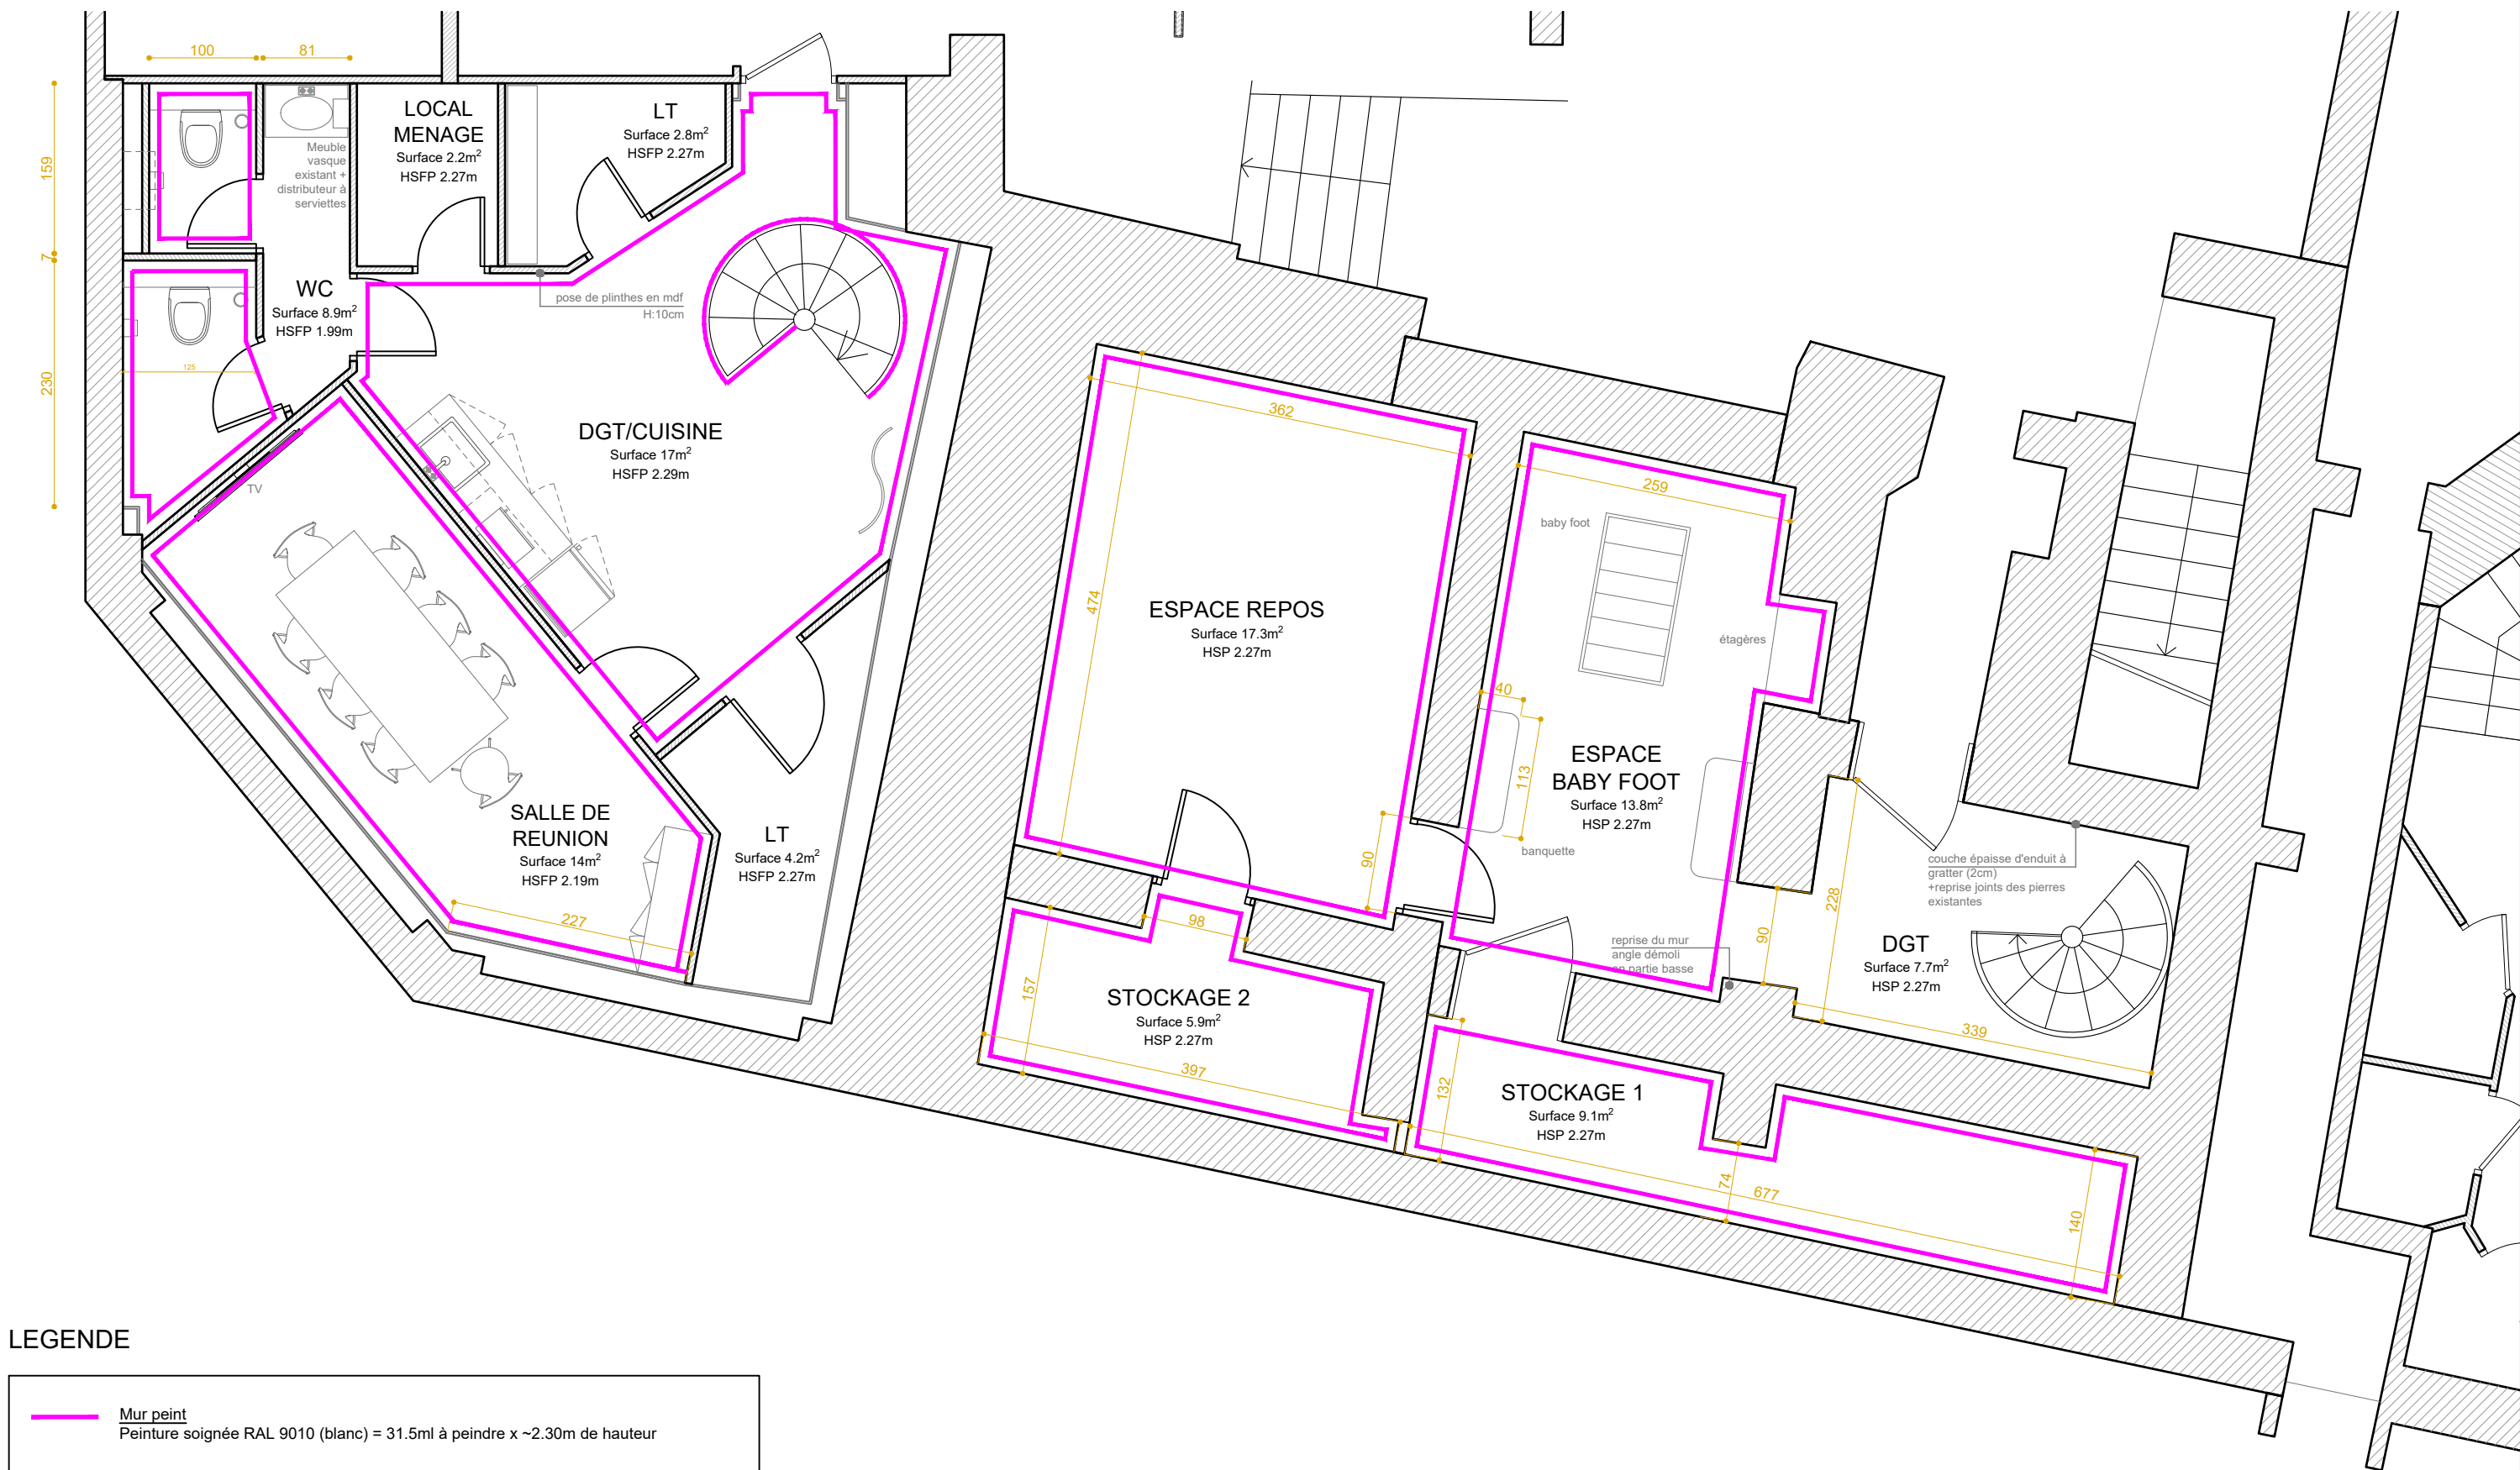 100
81
159
7
230
125
Meuble
vasque
existant +
distributeur à
serviettes
LOCAL
MENAGE
Surface 2.2m²
HSFP 2.27m
LT
Surface 2.8m²
HSFP 2.27m
WC
Surface 8.9m²
HSFP 1.99m
pose de plinthes en mdf
H:10cm
DGT/CUISINE
Surface 17m²
HSFP 2.29m
TV
SALLE DE
REUNION
Surface 14m²
HSFP 2.19m
227
LT
Surface 4.2m²
HSFP 2.27m
362
474
ESPACE REPOS
Surface 17.3m²
HSP 2.27m
90
259
baby foot
étagères
40
113
ESPACE
BABY FOOT
Surface 13.8m²
HSP 2.27m
banquette
98
157
STOCKAGE 2
Surface 5.9m²
HSP 2.27m
397
reprise du mur
angle démoli
en partie basse
90
228
couche épaisse d'enduit à
gratter (2cm)
+reprise joints des pierres
existantes
DGT
Surface 7.7m²
HSP 2.27m
339
132
STOCKAGE 1
Surface 9.1m²
HSP 2.27m
74
677
140
LEGENDE
Mur peint
Peinture soignée RAL 9010 (blanc) = 31.5ml à peindre x ~2.30m de hauteur